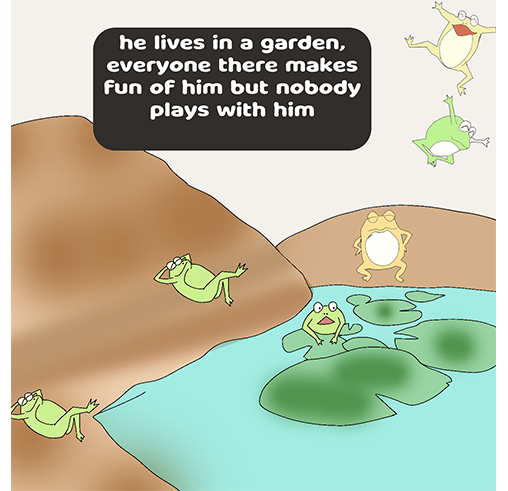 he lives in a garden,
everyone there makes
fun of him but nobody
plays with him